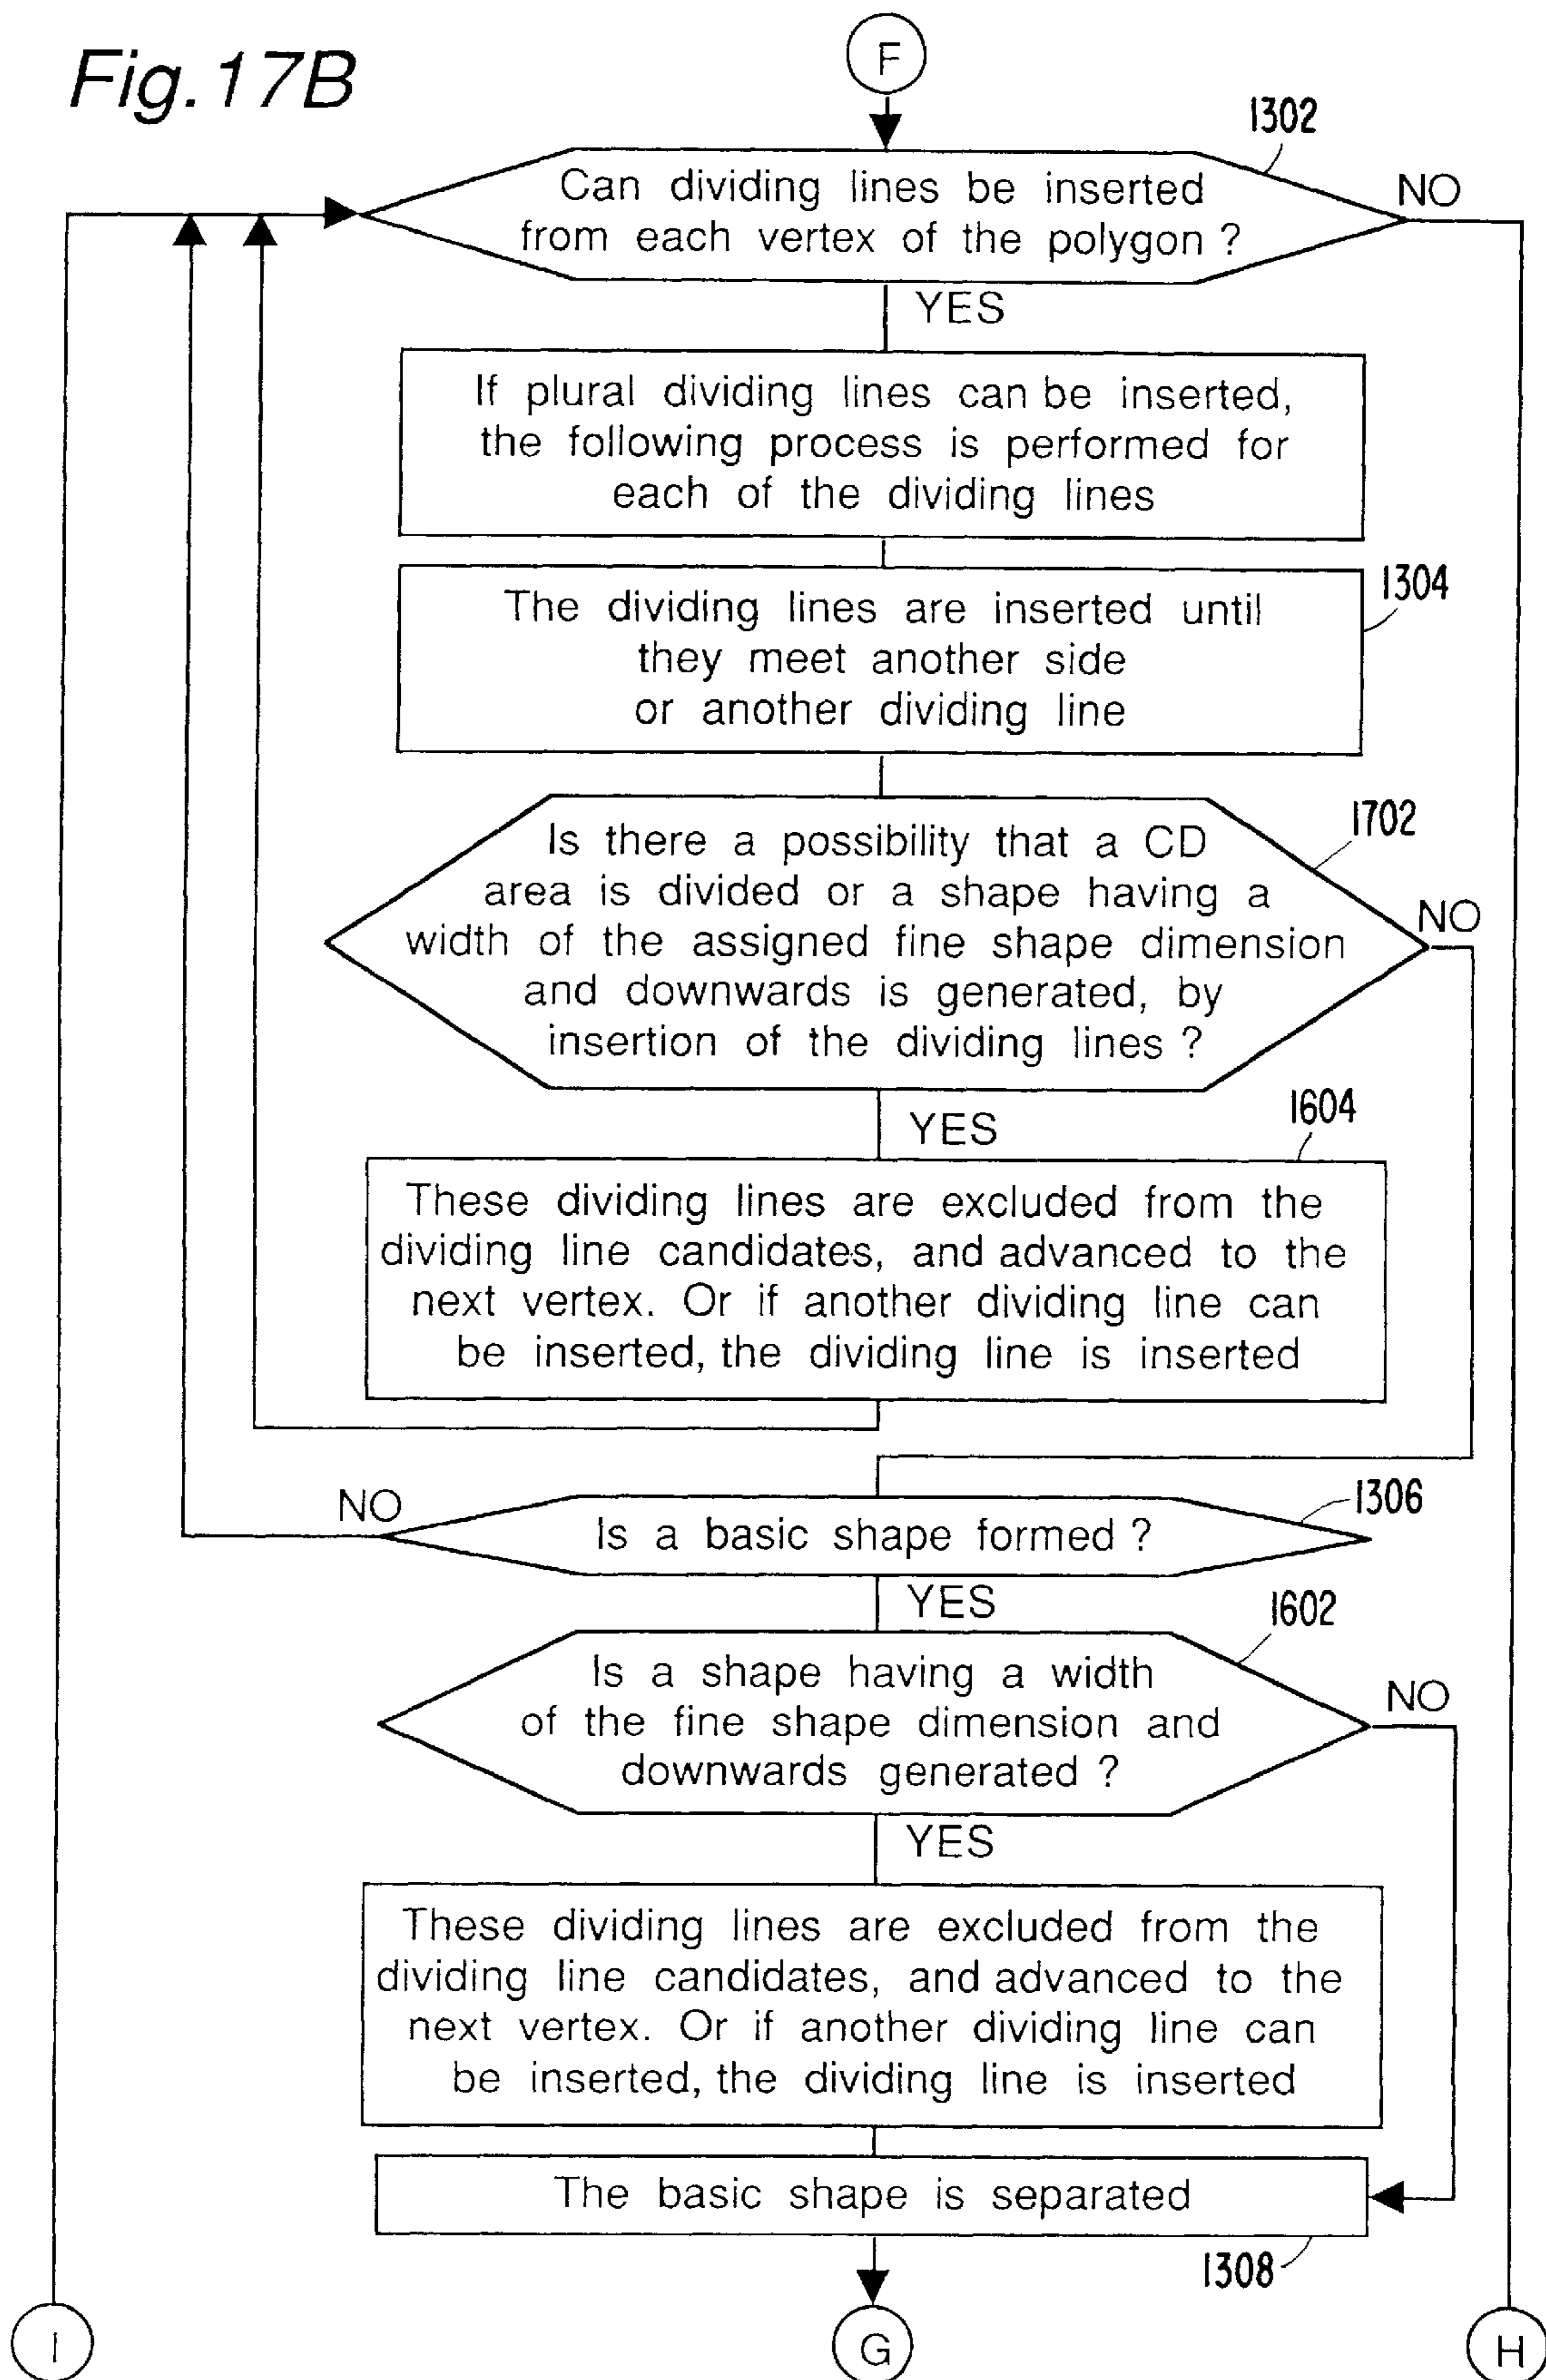 Fig.17B
F
1302
Can dividing lines be inserted
from each vertex of the polygon ?
NO
YES
If plural dividing lines can be inserted,
the following process is performed for
each of the dividing lines
1304
The dividing lines are inserted until
they meet another side
or another dividing line
1702
Is there a possibility that a CD
area is divided or a shape having a
width of the assigned fine shape dimension
and downwards is generated, by
insertion of the dividing lines ?
NO
YES
1604
These dividing lines are excluded from the
dividing line candidates, and advanced to the
next vertex. Or if another dividing line can
be inserted, the dividing line is inserted
NO
1306
Is a basic shape formed ?
YES
1602
Is a shape having a width
of the fine shape dimension and
downwards generated ?
NO
YES
These dividing lines are excluded from the
dividing line candidates, and advanced to the
next vertex. Or if another dividing line can
be inserted, the dividing line is inserted
The basic shape is separated
1308
I
G
H